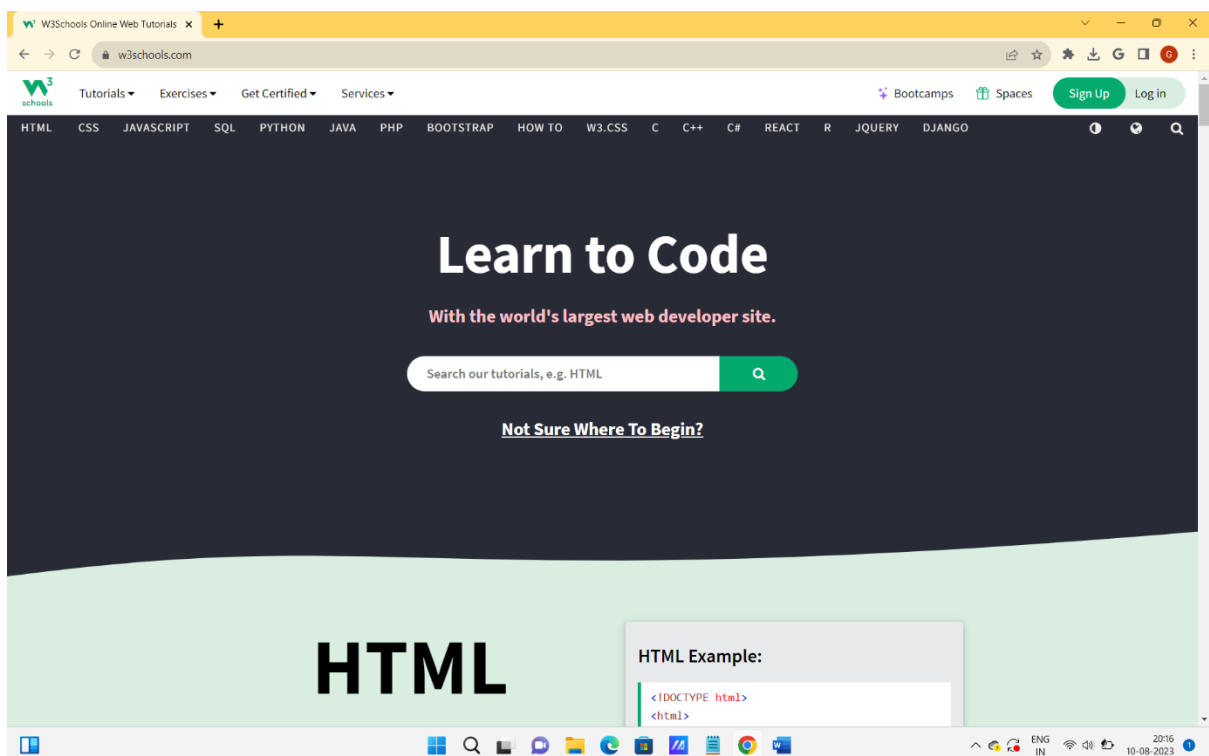 W3Schools Online Web Tutorials
w3schools.com
G
G
W3
schools
Tutorials Exercises Get Certified Services Bootcamps Spaces Sign Up Log in
HTML CSS JAVASCRIPT SQL PYTHON JAVA PHP BOOTSTRAP HOW TO W3.CSS C C++ C# REACT R JQUERY DJANGO
Learn to Code
With the world's largest web developer site.
Search our tutorials, e.g. HTML
Not Sure Where To Begin?
HTML
HTML Example:
<!DOCTYPE html>
<html>
ENG
IN
20:16
10-08-2023
1